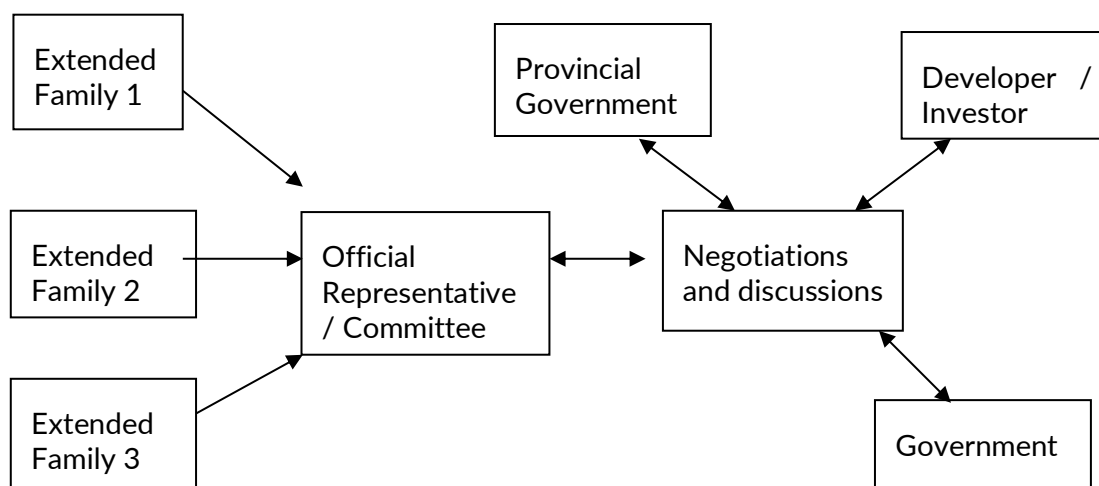 Extended
Family 1
Provincial
Government
Developer /
Investor
Extended
Family 2
Official
Representative
/ Committee
Negotiations
and discussions
Extended
Family 3
Government